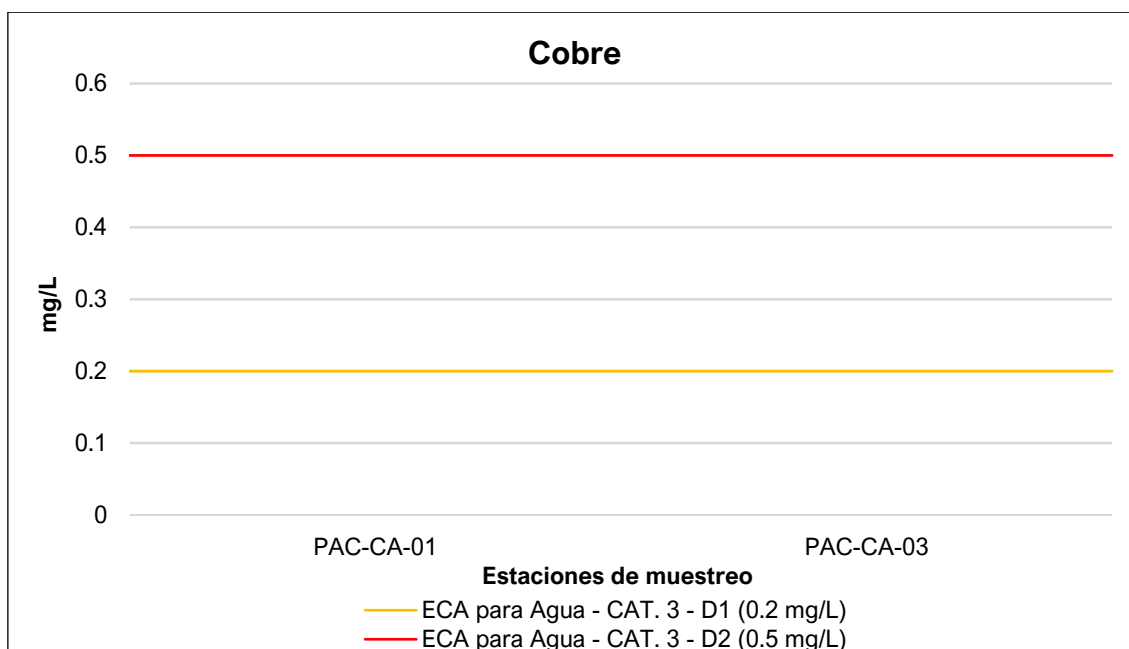 Cobre
0.6
0.5
0.4
0.3
0.2
0.1
0
mg/L
PAC-CA-01 PAC-CA-03
Estaciones de muestreo
ECA para Agua - CAT. 3 - D1 (0.2 mg/L)
ECA para Agua - CAT. 3 - D2 (0.5 mg/L)